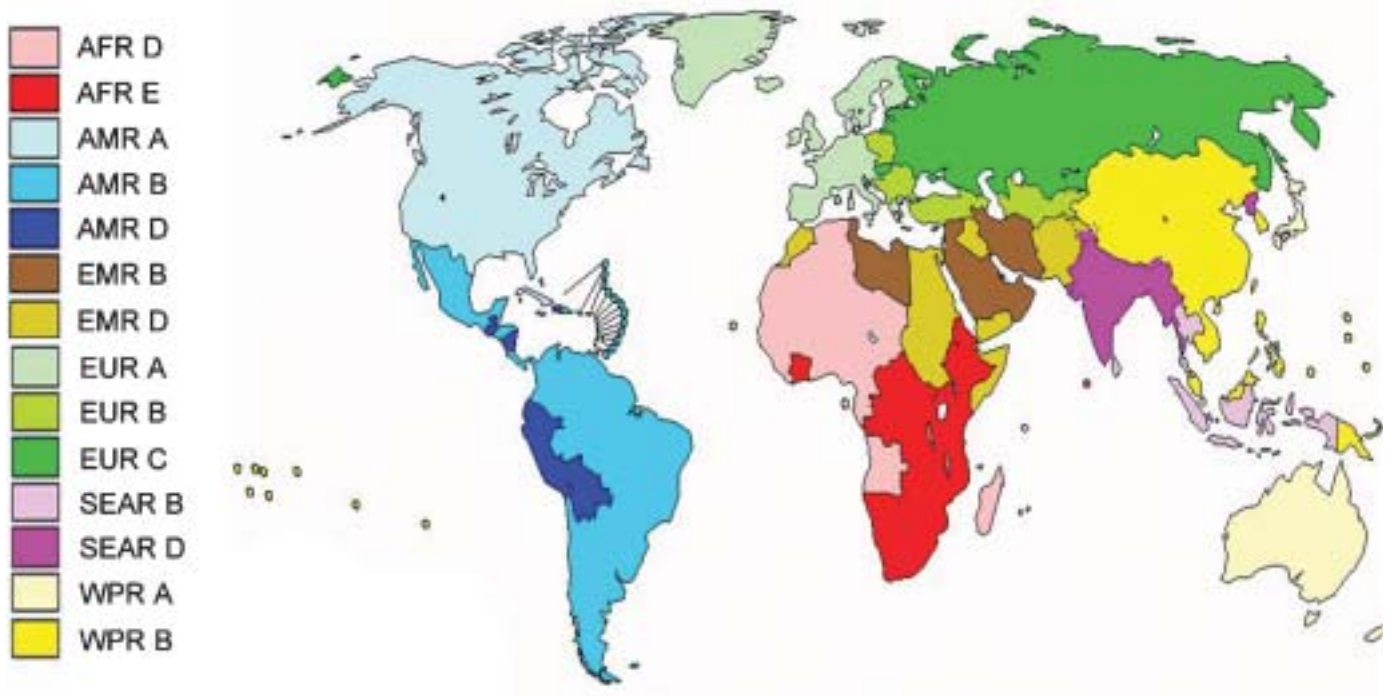 AFR D
AFR E
AMR A
AMR B
AMR D
EMR B
EMR D
EUR A
EUR B
EUR C
SEAR B
SEAR D
WPR A
WPR B